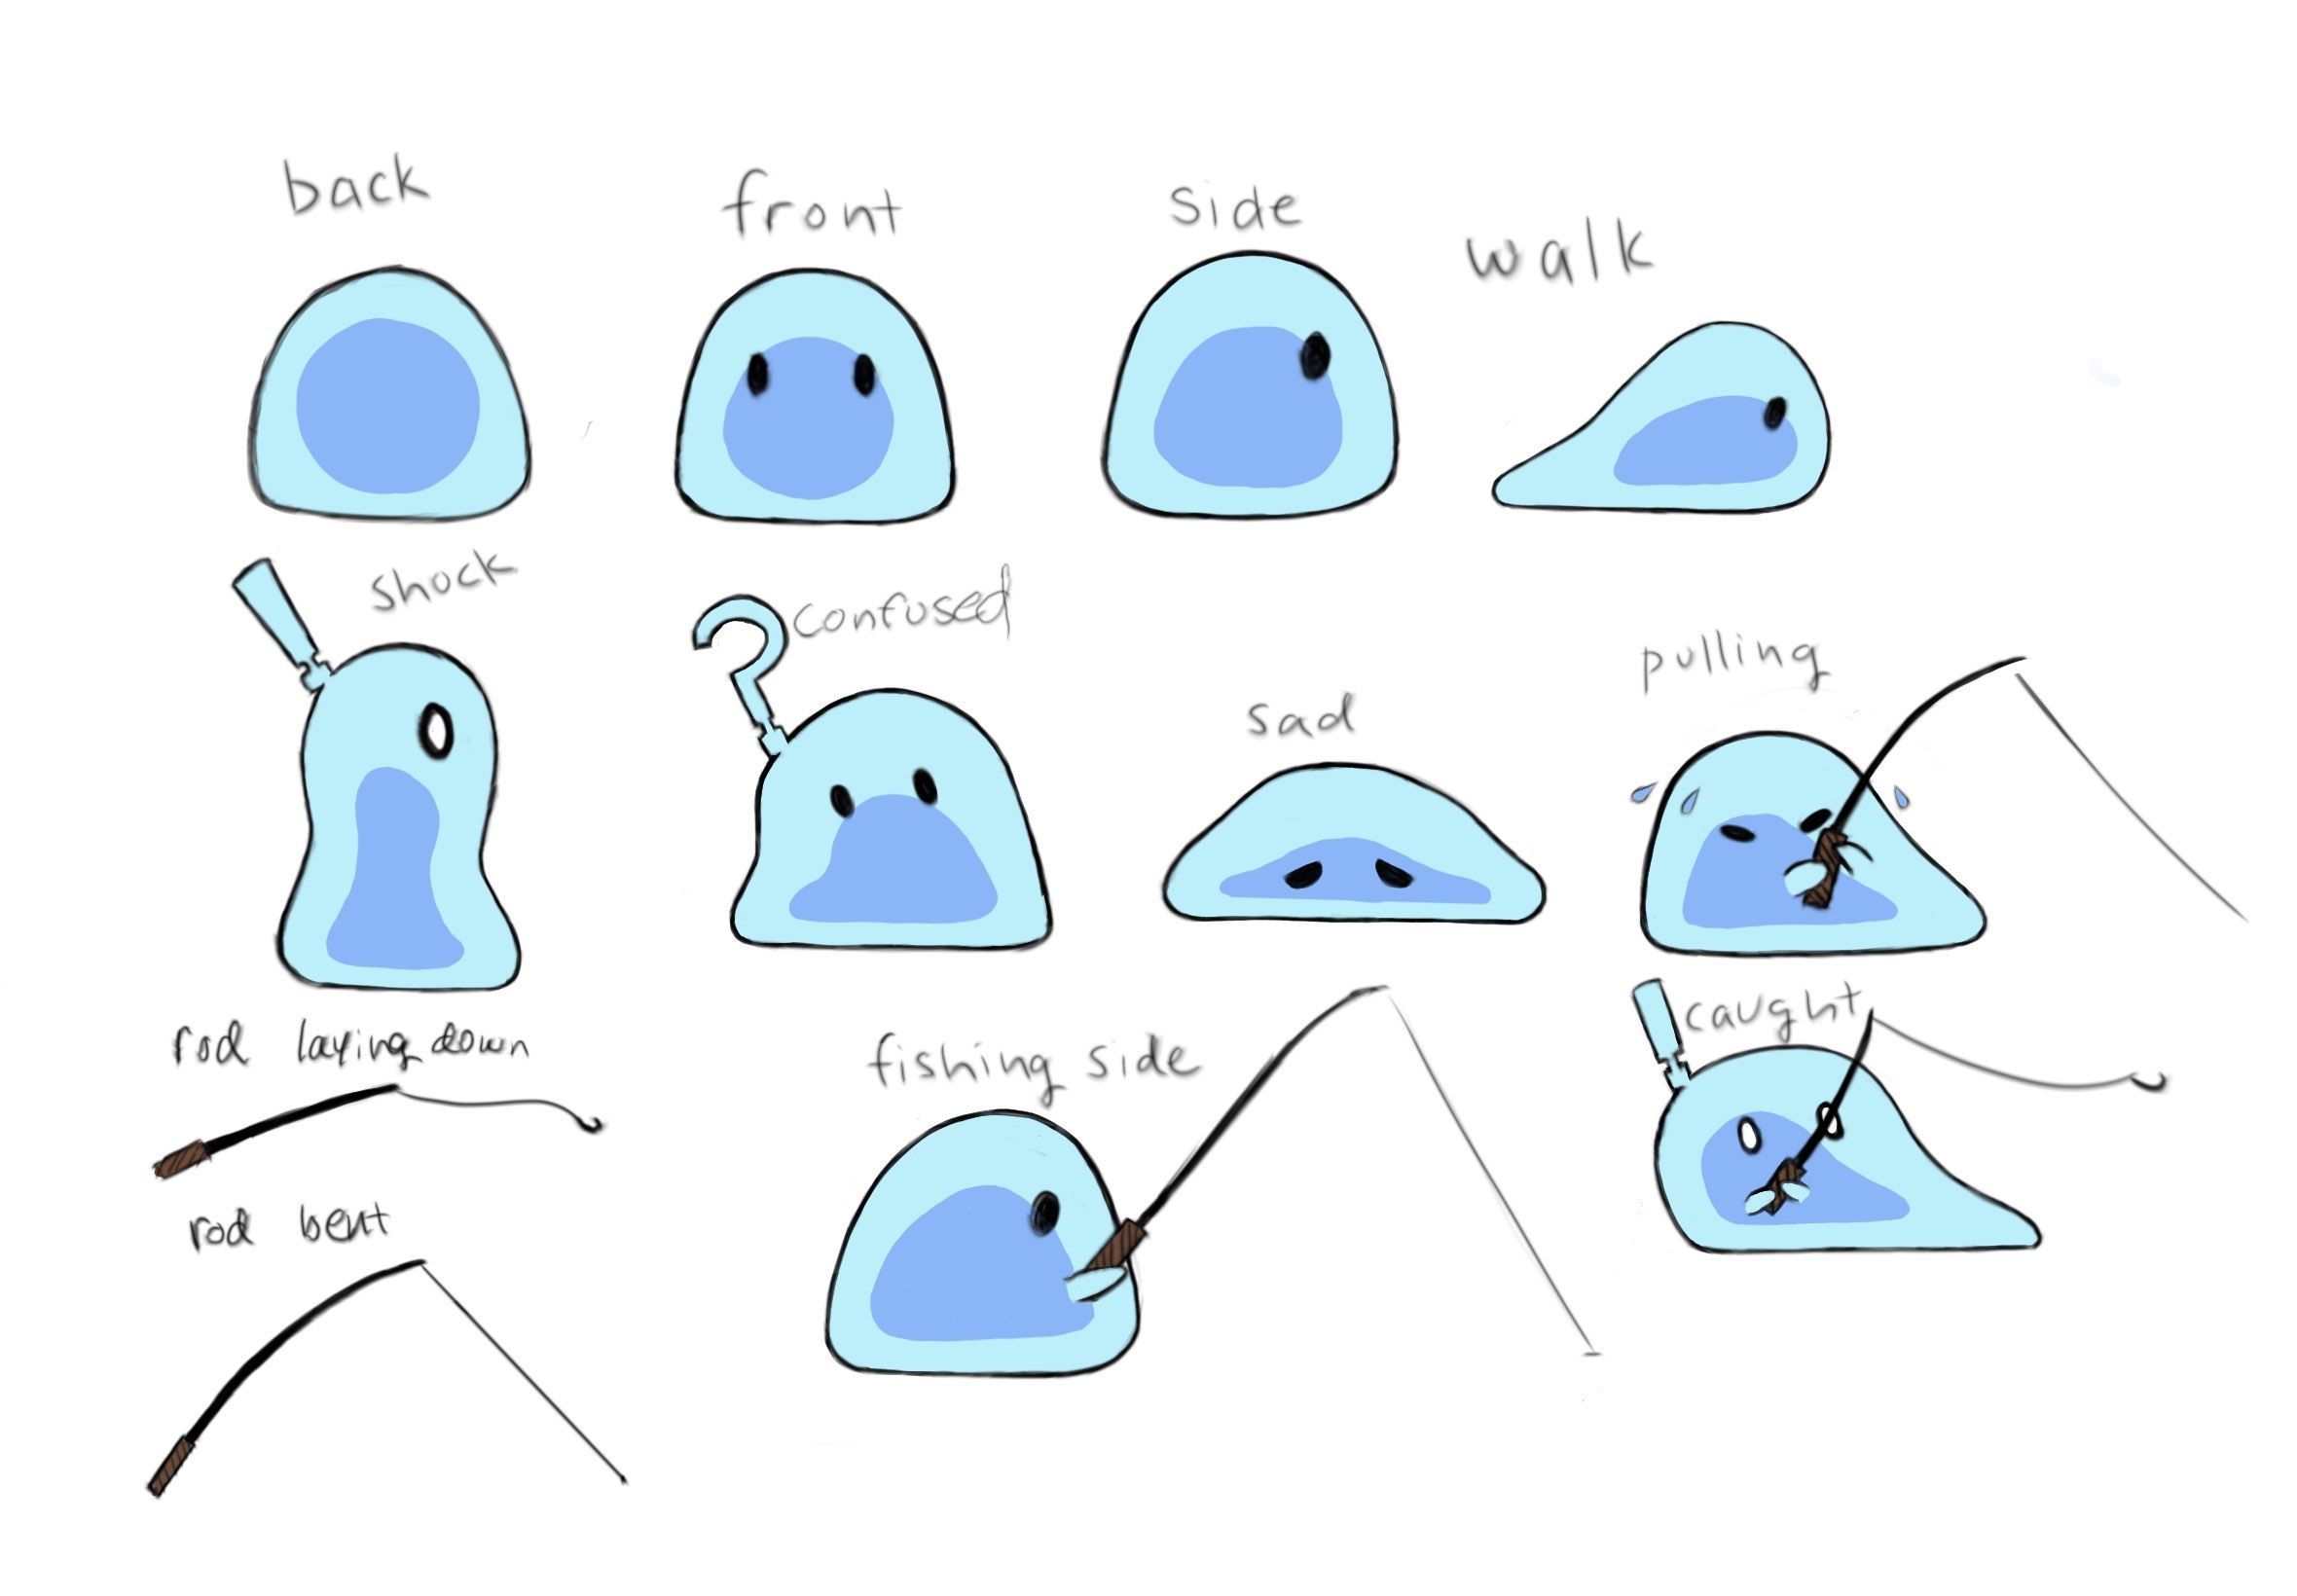 back
front
side
walk
shock
confused
sad
pulling
rod laying down
fishing side
caught
rod bent